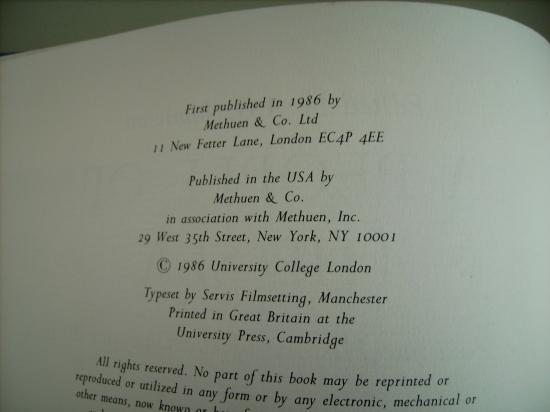 First published in 1986 by
Methuen & Co. Ltd
11 New Fetter Lane, London EC4P 4EE
Published in the USA by
Methuen & Co.
in association with Methuen, Inc.
29 West 35th Street, New York, NY 10001
© 1986 University College London
Typeset by Servis Filmsetting, Manchester
Printed in Great Britain at the
University Press, Cambridge
All rights reserved. No part of this book may be reprinted or
reproduced or utilized in any form or by any electronic, mechanical or
other means, now known or